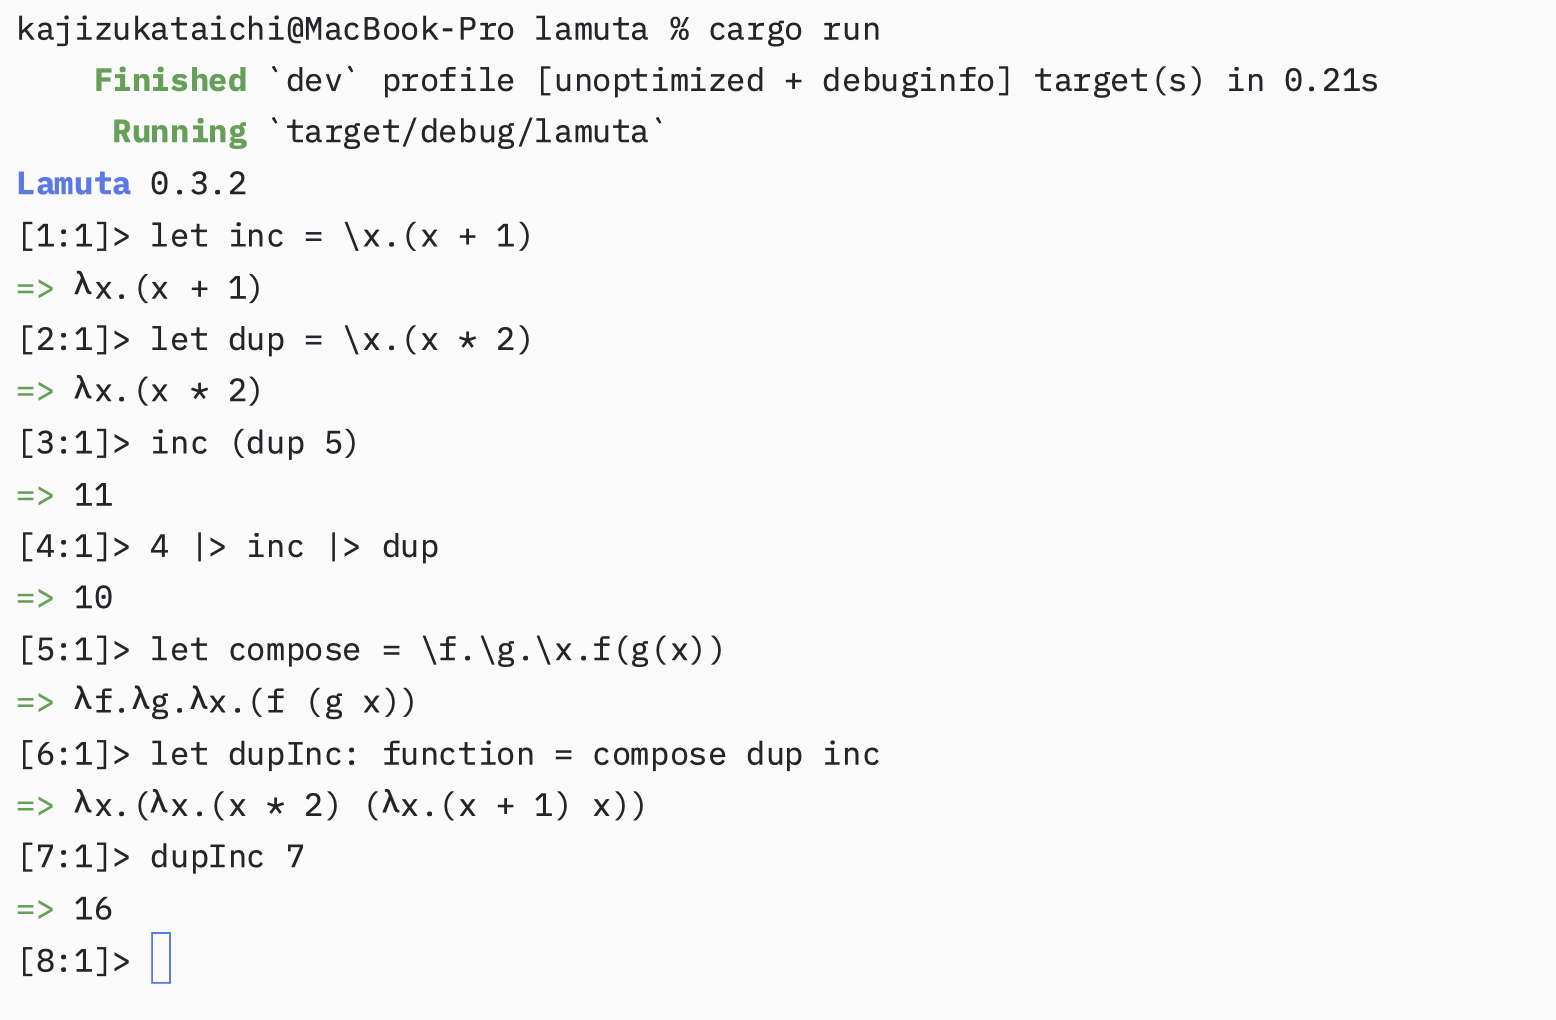 kajizukataichi@MacBook-Pro lamuta % cargo run
    Finished `dev` profile [unoptimized + debuginfo] target(s) in 0.21s
     Running `target/debug/lamuta`
Lamuta 0.3.2
[1:1]> let inc = \x.(x + 1)
=> λx.(x + 1)
[2:1]> let dup = \x.(x * 2)
=> λx.(x * 2)
[3:1]> inc (dup 5)
=> 11
[4:1]> 4 |> inc |> dup
=> 10
[5:1]> let compose = \f.\g.\x.f(g(x))
=> λf.λg.λx.(f (g x))
[6:1]> let dupInc: function = compose dup inc
=> λx.(λx.(x * 2) (λx.(x + 1) x))
[7:1]> dupInc 7
=> 16
[8:1]>